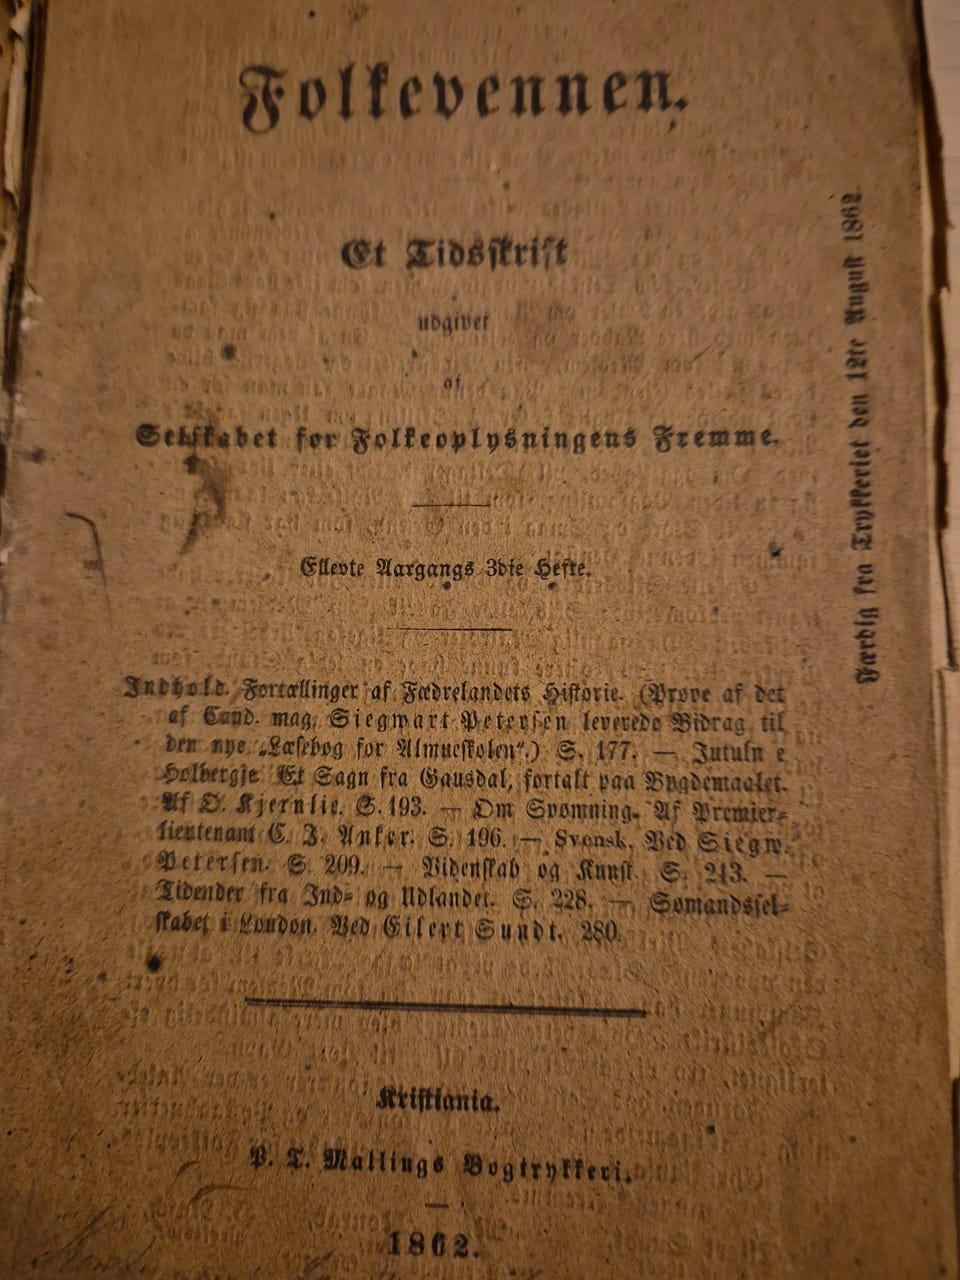 Folkevennen.
Et Tidsskrift
udgivet
af
Selskabet for Folkeoplysningens Fremme.
Ellevte Aargangs 3die Hefte.
Indhold. Fortællinger af Fædrelandets Historie. (Prøve af det
af Cand. mag. Siegwart Petersen leverede Bidrag til
den nye „Læsebog for Almueskolen“.) S. 177. — Jutuln e
Holbergje. Et Sagn fra Gausdal, fortalt paa Bygdemaalet.
Af O. Kjernlie. S. 193. — Om Svømning. Af Premier-
lieutenant C. J. Anker. S. 196. — Svensk. Ved Siegw.
Petersen. S. 209. — Videnskab og Kunst. S. 213. —
Tidender fra Ind- og Udlandet. S. 228. — Sømandssel-
skabet i London. Ved Eilert Sundt. 280.
Kristiania.
P. T. Mallings Bogtrykkeri.
1862.
Færdig fra Trykkeriet den 12te August 1862.